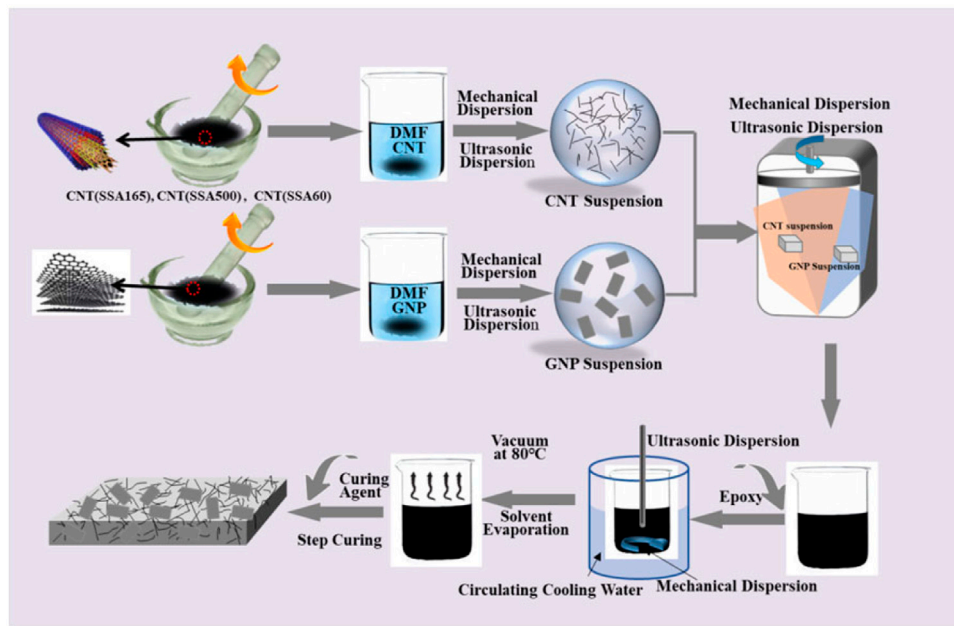 CNT(SSA165), CNT(SSA500), CNT(SSA60)
DMF
CNT
Mechanical
Dispersion
Ultrasonic
Dispersion
CNT Suspension
Mechanical Dispersion
Ultrasonic Dispersion
CNT suspension
GNP Suspension
DMF
GNP
Mechanical
Dispersion
Ultrasonic
Dispersion
GNP Suspension
Epoxy
Ultrasonic Dispersion
Mechanical Dispersion
Circulating Cooling Water
Vacuum
at 80°C
Solvent
Evaporation
Curing
Agent
Step Curing